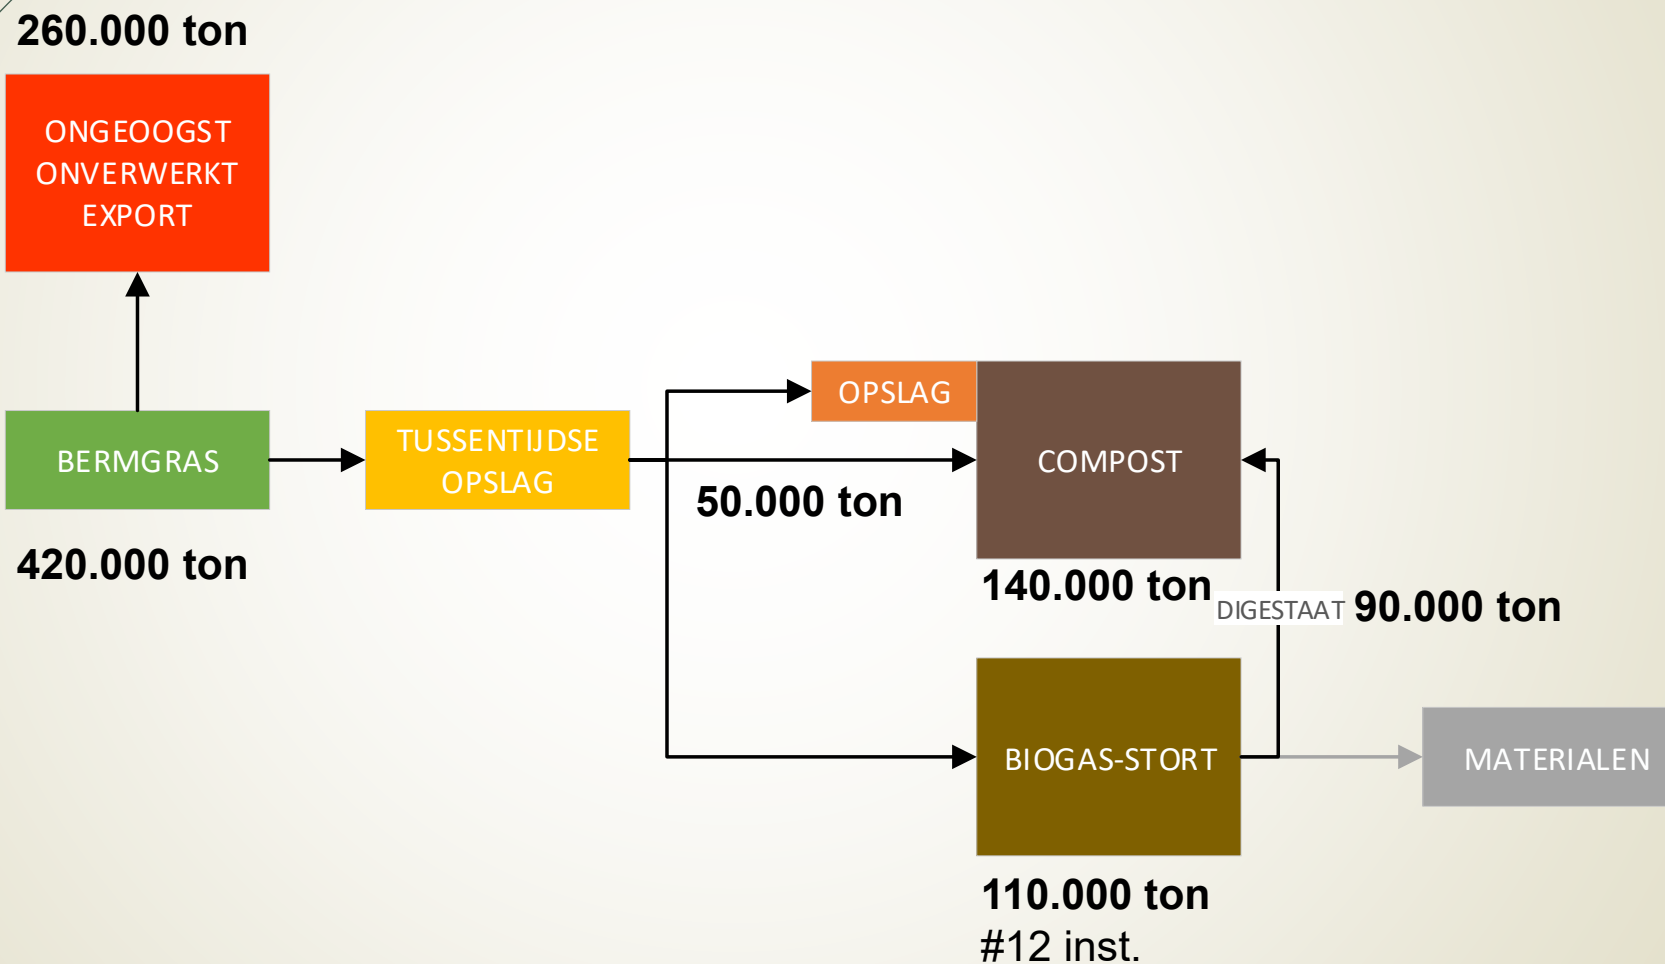 260.000 ton
ONGEOOGST
ONVERWERKT
EXPORT
BERMGRAS
420.000 ton
TUSSENTIJDSE
OPSLAG
OPSLAG
COMPOST
50.000 ton
140.000 ton
DIGESTAAT 90.000 ton
BIOGAS-STORT
MATERIALEN
110.000 ton
#12 inst.